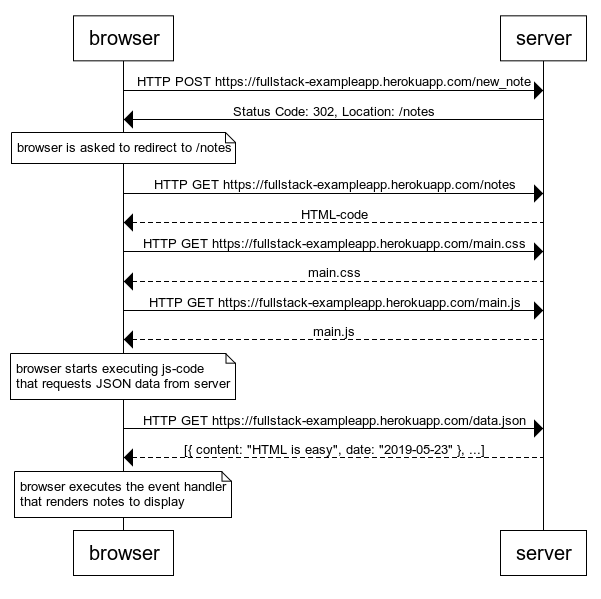 browser
server
HTTP POST https://fullstack-exampleapp.herokuapp.com/new_note
Status Code: 302, Location: /notes
browser is asked to redirect to /notes
HTTP GET https://fullstack-exampleapp.herokuapp.com/notes
HTML-code
HTTP GET https://fullstack-exampleapp.herokuapp.com/main.css
main.css
HTTP GET https://fullstack-exampleapp.herokuapp.com/main.js
main.js
browser starts executing js-code
that requests JSON data from server
HTTP GET https://fullstack-exampleapp.herokuapp.com/data.json
[{ content: "HTML is easy", date: "2019-05-23" }, ...]
browser executes the event handler
that renders notes to display
browser
server